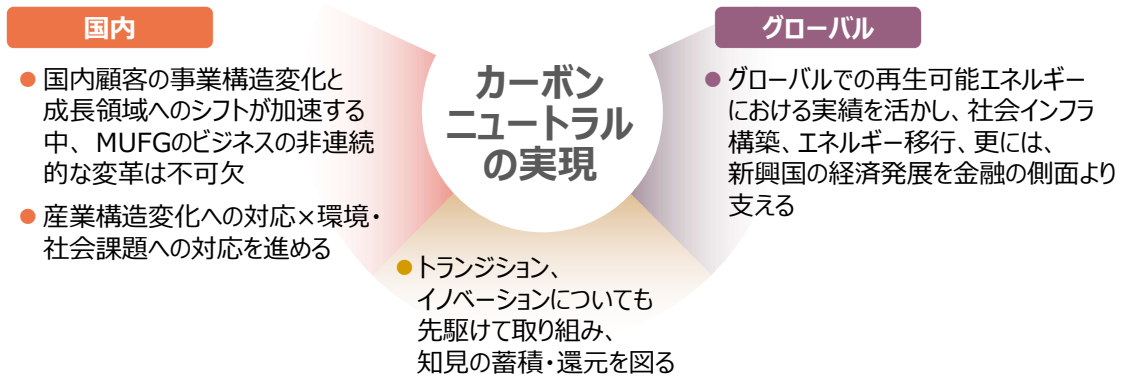 国内
● 国内顧客の事業構造変化と
成長領域へのシフトが加速する
中、MUFGのビジネスの非連続
的な変革は不可欠
● 産業構造変化への対応×環境・
社会課題への対応を進める
カーボン
ニュートラル
の実現
● トランジション、
イノベーションについても
先駆けて取り組み、
知見の蓄積・還元を図る
グローバル
● グローバルでの再生可能エネルギー
における実績を活かし、社会インフラ
構築、エネルギー移行、更には、
新興国の経済発展を金融の側面より
支える